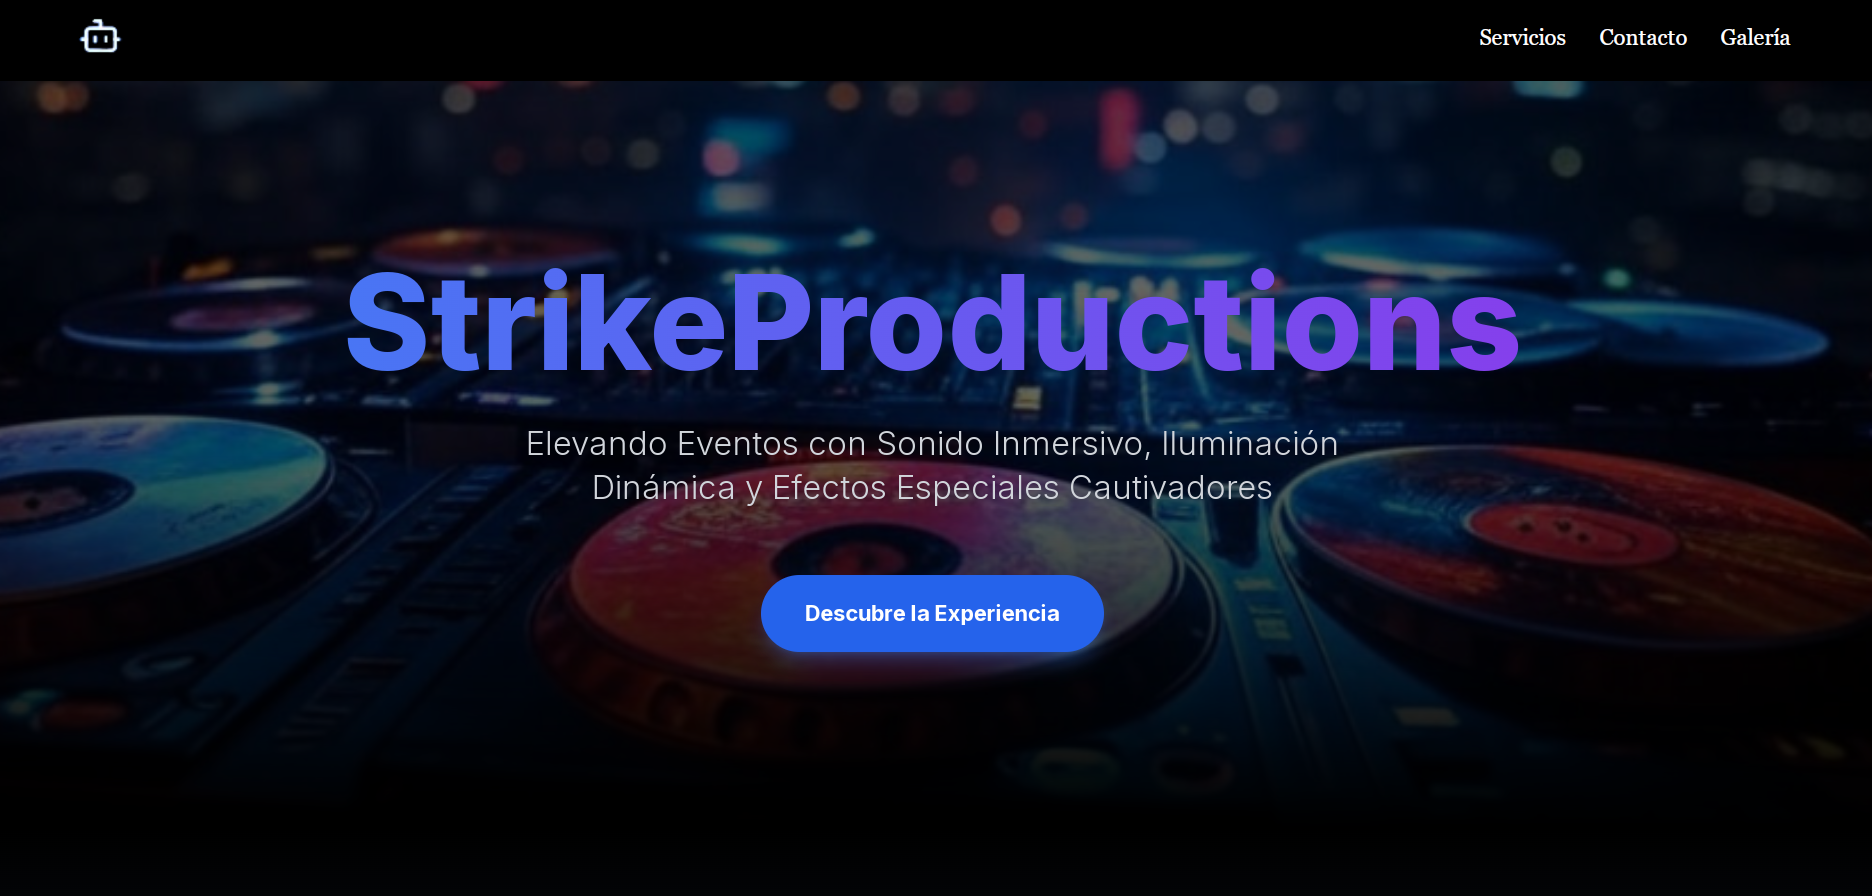 Servicios Contacto Galería
StrikeProductions
Elevando Eventos con Sonido Inmersivo, Iluminación
Dinámica y Efectos Especiales Cautivadores
Descubre la Experiencia